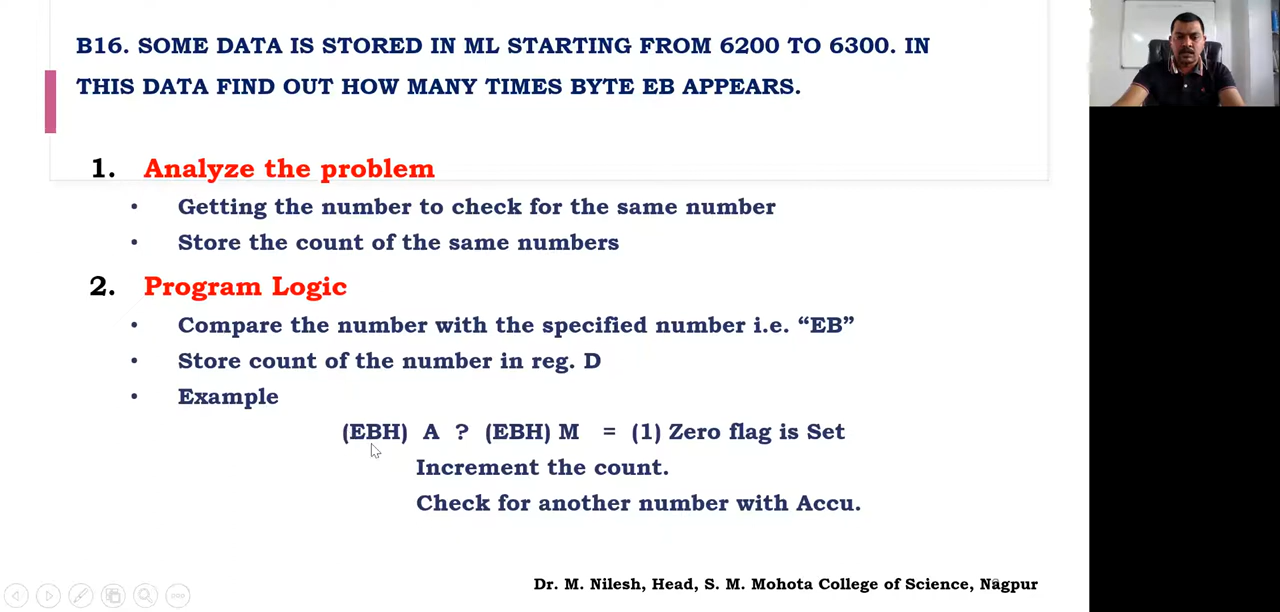 B16. SOME DATA IS STORED IN ML STARTING FROM 6200 TO 6300. IN
THIS DATA FIND OUT HOW MANY TIMES BYTE EB APPEARS.
1. Analyze the problem
• Getting the number to check for the same number
• Store the count of the same numbers
2. Program Logic
• Compare the number with the specified number i.e. “EB”
• Store count of the number in reg. D
• Example
(EBH) A ? (EBH) M = (1) Zero flag is Set
Increment the count.
Check for another number with Accu.
Dr. M. Nilesh, Head, S. M. Mohota College of Science, Nagpur